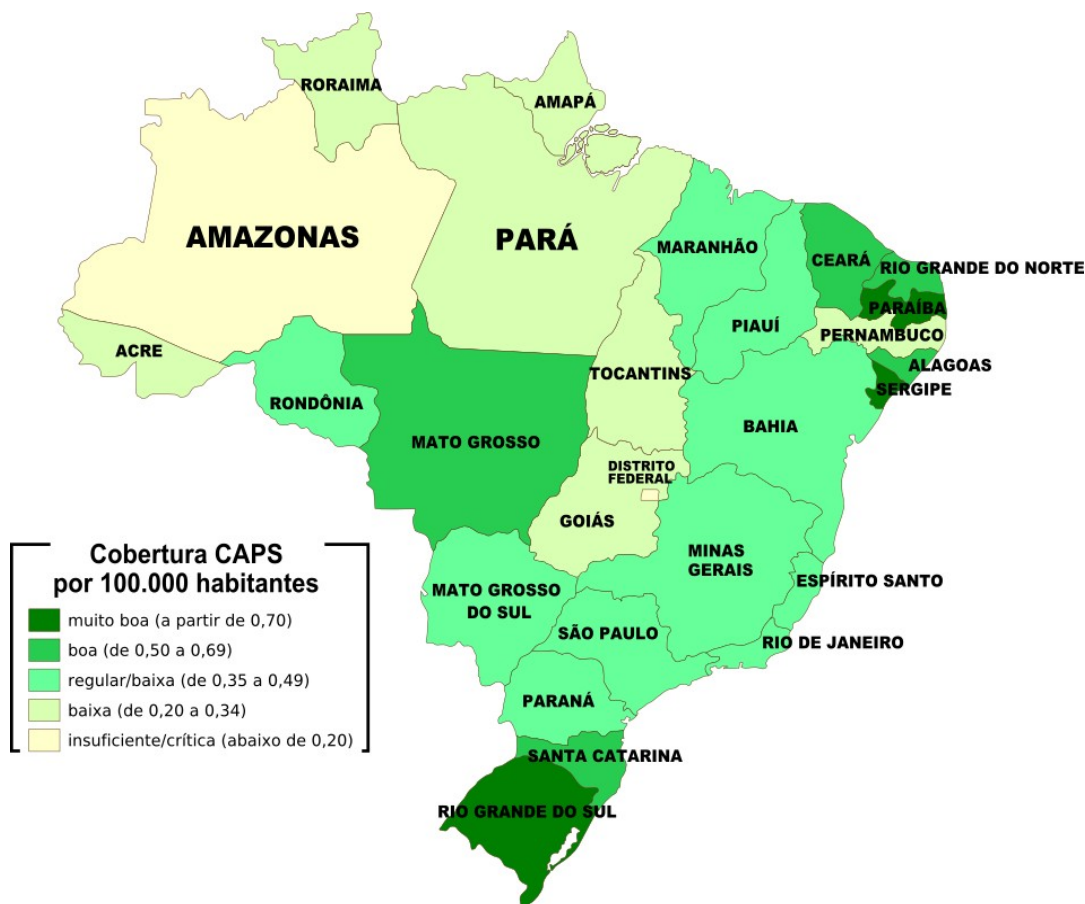 RORAIMA
AMAPÁ
AMAZONAS
PARÁ
MARANHÃO
CEARÁ
RIO GRANDE DO NORTE
PARAÍBA
PIAUÍ
PERNAMBUCO
ACRE
TOCANTINS
ALAGOAS
SERGIPE
RONDÔNIA
BAHIA
MATO GROSSO
DISTRITO
FEDERAL
GOIÁS
MINAS
GERAIS
ESPÍRITO SANTO
MATO GROSSO
DO SUL
SÃO PAULO
RIO DE JANEIRO
PARANÁ
SANTA CATARINA
RIO GRANDE DO SUL
Cobertura CAPS
por 100.000 habitantes
muito boa (a partir de 0,70)
boa (de 0,50 a 0,69)
regular/baixa (de 0,35 a 0,49)
baixa (de 0,20 a 0,34)
insuficiente/crítica (abaixo de 0,20)